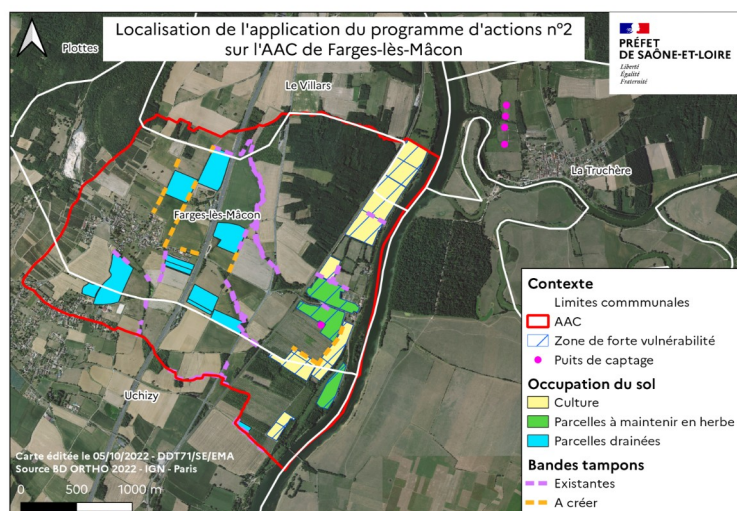 Localisation de l'application du programme d'actions n°2
sur l'AAC de Farges-lès-Mâcon
PRÉFET
DE SAÔNE-ET-LOIRE
Liberté
Égalité
Fraternité
Plottes
Le Villars
La Truchère
Farges-lès-Mâcon
Uchizy
Contexte
Limites commmunales
AAC
Zone de forte vulnérabilité
Puits de captage
Occupation du sol
Culture
Parcelles à maintenir en herbe
Parcelles drainées
Bandes tampons
Existantes
A créer
Carte éditée le 05/10/2022 - DDT71/SE/EMA
Source BD ORTHO 2022 - IGN - Paris
0 500 1000 m